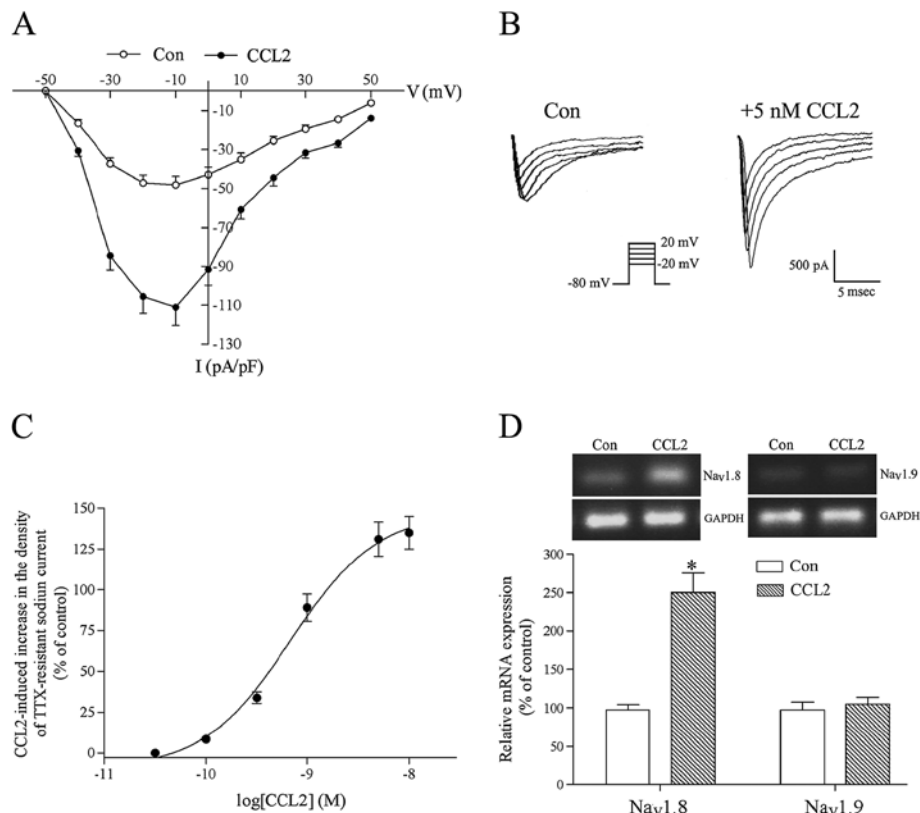 A
Con
CCL2
-50
-30
-10
10
30
50
V (mV)
-10
-30
-50
-70
-90
-110
-130
I (pA/pF)
B
Con
+5 nM CCL2
20 mV
-20 mV
-80 mV
500 pA
5 msec
C
CCL2-induced increase in the density
of TTX-resistant sodiun current
(% of control)
150
125
100
75
50
25
0
-11
-10
-9
-8
log[CCL2] (M)
D
Con
CCL2
Con
CCL2
Nav1.8
Nav1.9
GAPDH
GAPDH
Relative mRNA expression
(% of control)
300
250
200
150
100
50
0
*
Con
CCL2
Nav1.8
Nav1.9